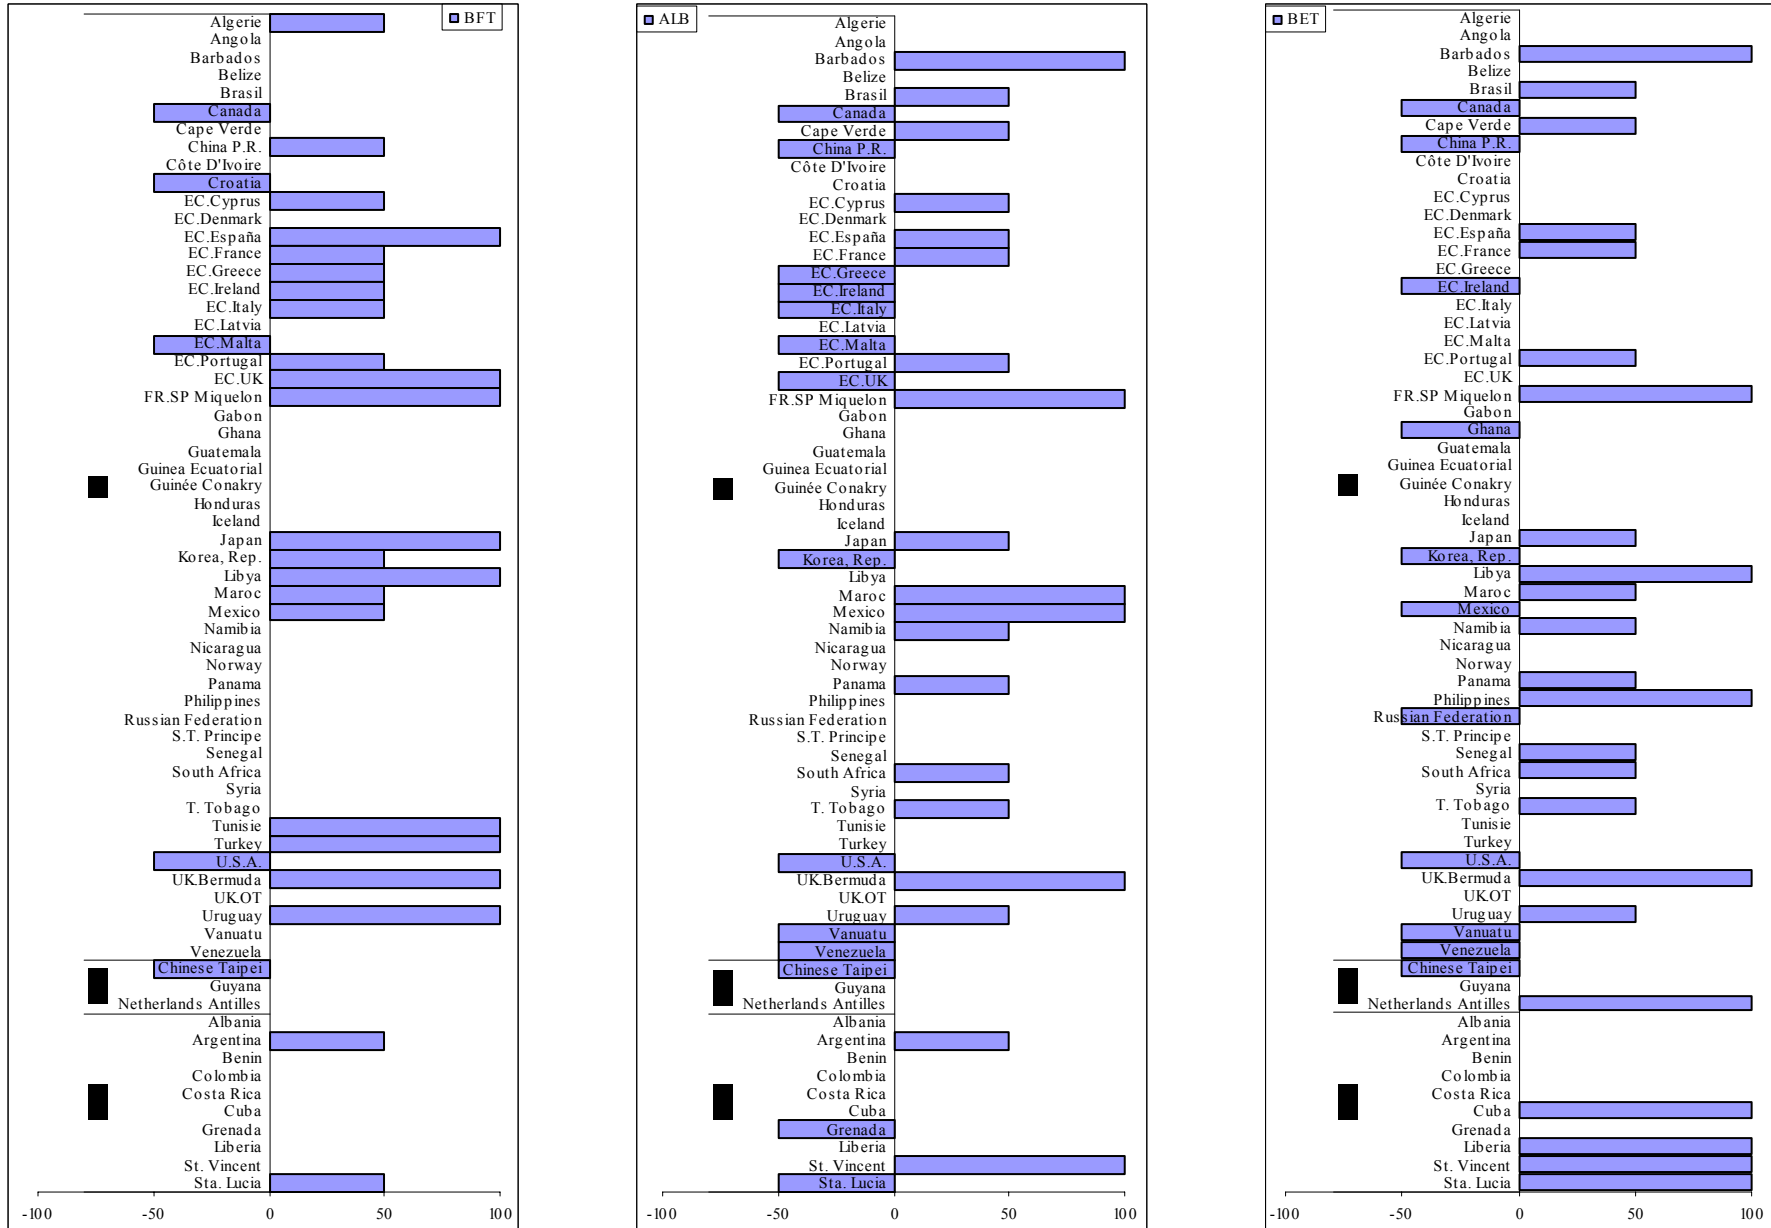 BFT
Algerie
Angola
Barbados
Belize
Brasil
Canada
Cape Verde
China P.R.
Côte D'Ivoire
Croatia
EC.Cyprus
EC.Denmark
EC.España
EC.France
EC.Greece
EC.Ireland
EC.Italy
EC.Latvia
EC.Malta
EC.Portugal
EC.UK
FR.SP Miquelon
Gabon
Ghana
Guatemala
Guinea Ecuatorial
Guinée Conakry
Honduras
Iceland
Japan
Korea, Rep.
Libya
Maroc
Mexico
Namibia
Nicaragua
Norway
Panama
Philippines
Russian Federation
S.T. Principe
Senegal
South Africa
Syria
T. Tobago
Tunisie
Turkey
U.S.A.
UK.Bermuda
UK.OT
Uruguay
Vanuatu
Venezuela
Chinese Taipei
Guyana
Netherlands Antilles
Albania
Argentina
Benin
Colombia
Costa Rica
Cuba
Grenada
Liberia
St. Vincent
Sta. Lucia
-100 -50 0 50 100
ALB
Algerie
Angola
Barbados
Belize
Brasil
Canada
Cape Verde
China P.R.
Côte D'Ivoire
Croatia
EC.Cyprus
EC.Denmark
EC.España
EC.France
EC.Greece
EC.Ireland
EC.Italy
EC.Latvia
EC.Malta
EC.Portugal
EC.UK
FR.SP Miquelon
Gabon
Ghana
Guatemala
Guinea Ecuatorial
Guinée Conakry
Honduras
Iceland
Japan
Korea, Rep.
Libya
Maroc
Mexico
Namibia
Nicaragua
Norway
Panama
Philippines
Russian Federation
S.T. Principe
Senegal
South Africa
Syria
T. Tobago
Tunisie
Turkey
U.S.A.
UK.Bermuda
UK.OT
Uruguay
Vanuatu
Venezuela
Chinese Taipei
Guyana
Netherlands Antilles
Albania
Argentina
Benin
Colombia
Costa Rica
Cuba
Grenada
Liberia
St. Vincent
Sta. Lucia
-100 -50 0 50 100
BET
Algerie
Angola
Barbados
Belize
Brasil
Canada
Cape Verde
China P.R.
Côte D'Ivoire
Croatia
EC.Cyprus
EC.Denmark
EC.España
EC.France
EC.Greece
EC.Ireland
EC.Italy
EC.Latvia
EC.Malta
EC.Portugal
EC.UK
FR.SP Miquelon
Gabon
Ghana
Guatemala
Guinea Ecuatorial
Guinée Conakry
Honduras
Iceland
Japan
Korea, Rep.
Libya
Maroc
Mexico
Namibia
Nicaragua
Norway
Panama
Philippines
Russian Federation
S.T. Principe
Senegal
South Africa
Syria
T. Tobago
Tunisie
Turkey
U.S.A.
UK.Bermuda
UK.OT
Uruguay
Vanuatu
Venezuela
Chinese Taipei
Guyana
Netherlands Antilles
Albania
Argentina
Benin
Colombia
Costa Rica
Cuba
Grenada
Liberia
St. Vincent
Sta. Lucia
-100 -50 0 50 100